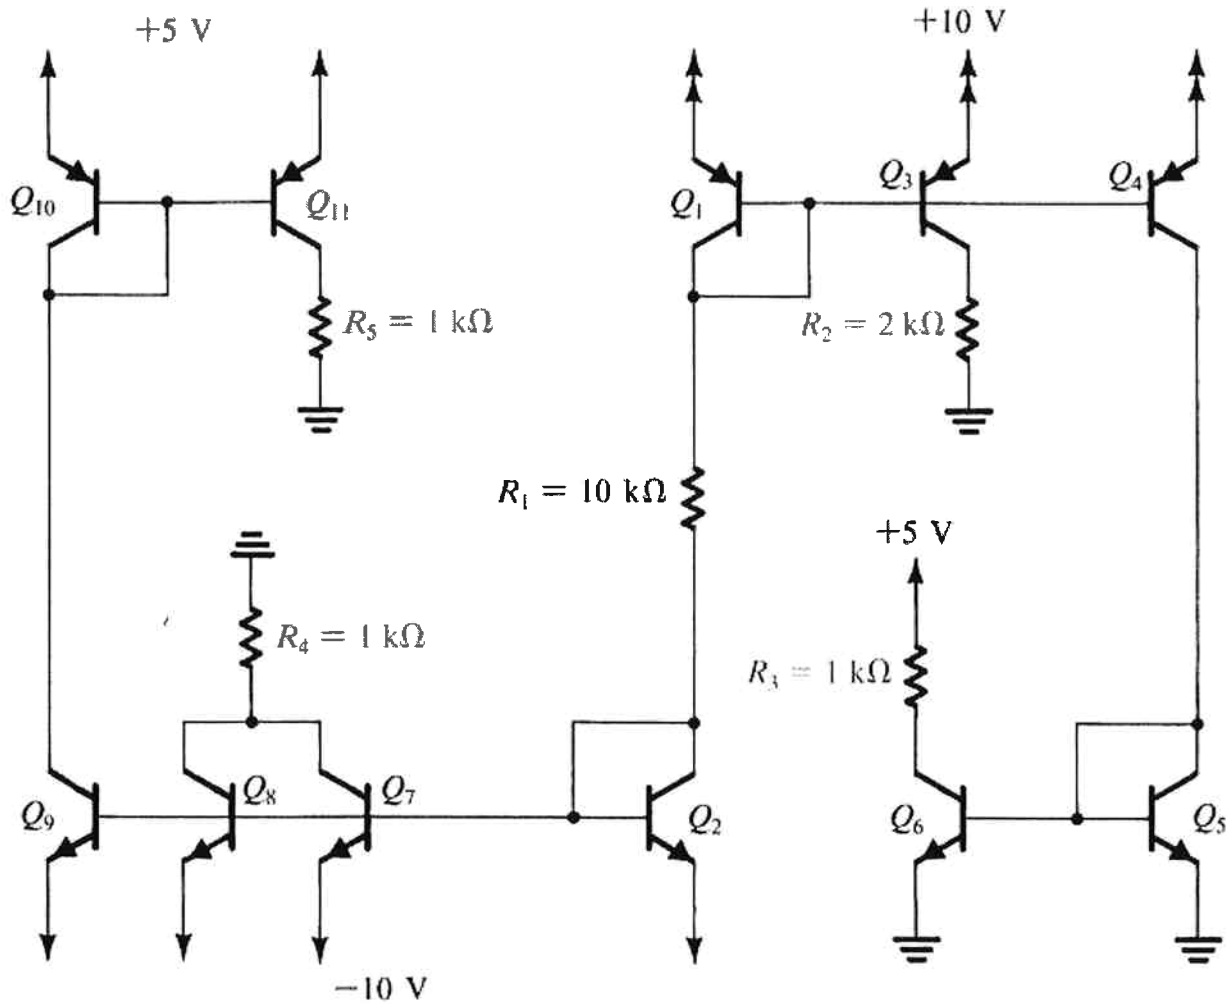 +5 V
+10 V
Q10
Q11
Q1
Q3
Q4
R5 = 1 kΩ
R2 = 2 kΩ
R1 = 10 kΩ
+5 V
R4 = 1 kΩ
R3 = 1 kΩ
Q9
Q8
Q7
Q2
Q6
Q5
−10 V